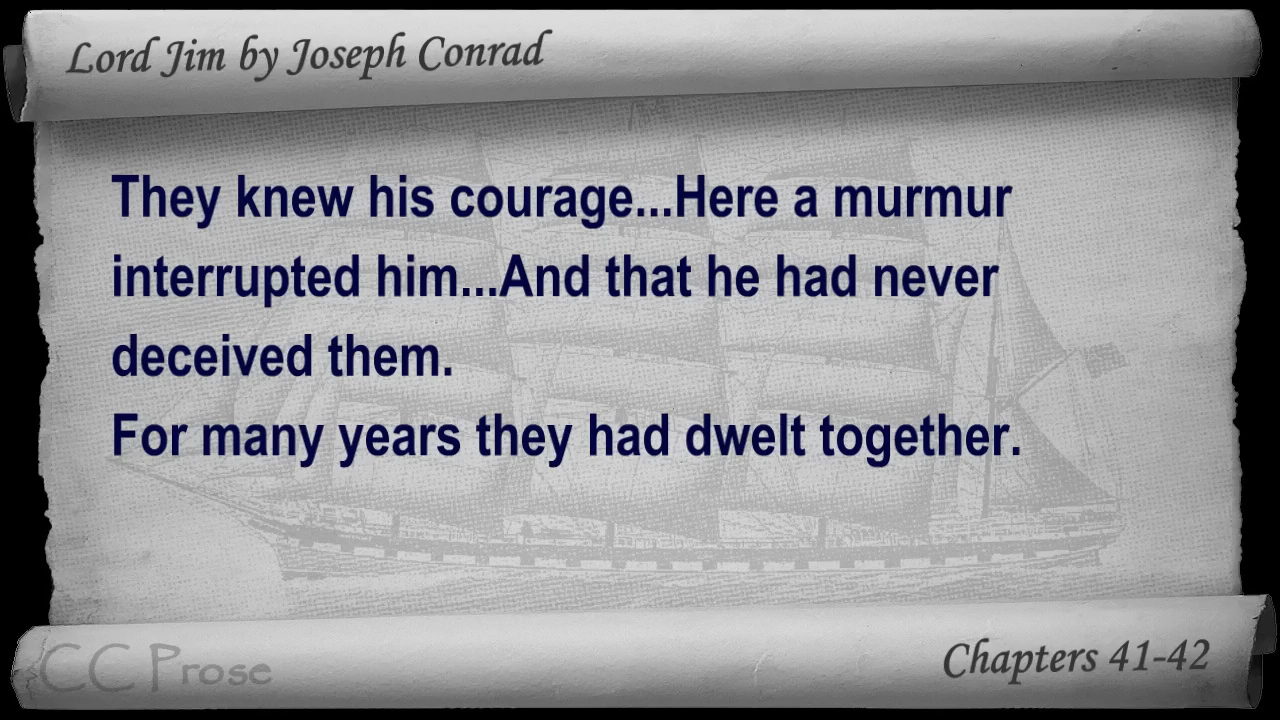 Lord Jim by Joseph Conrad
They knew his courage...Here a murmur
interrupted him...And that he had never
deceived them.
For many years they had dwelt together.
CC Prose
Chapters 41-42